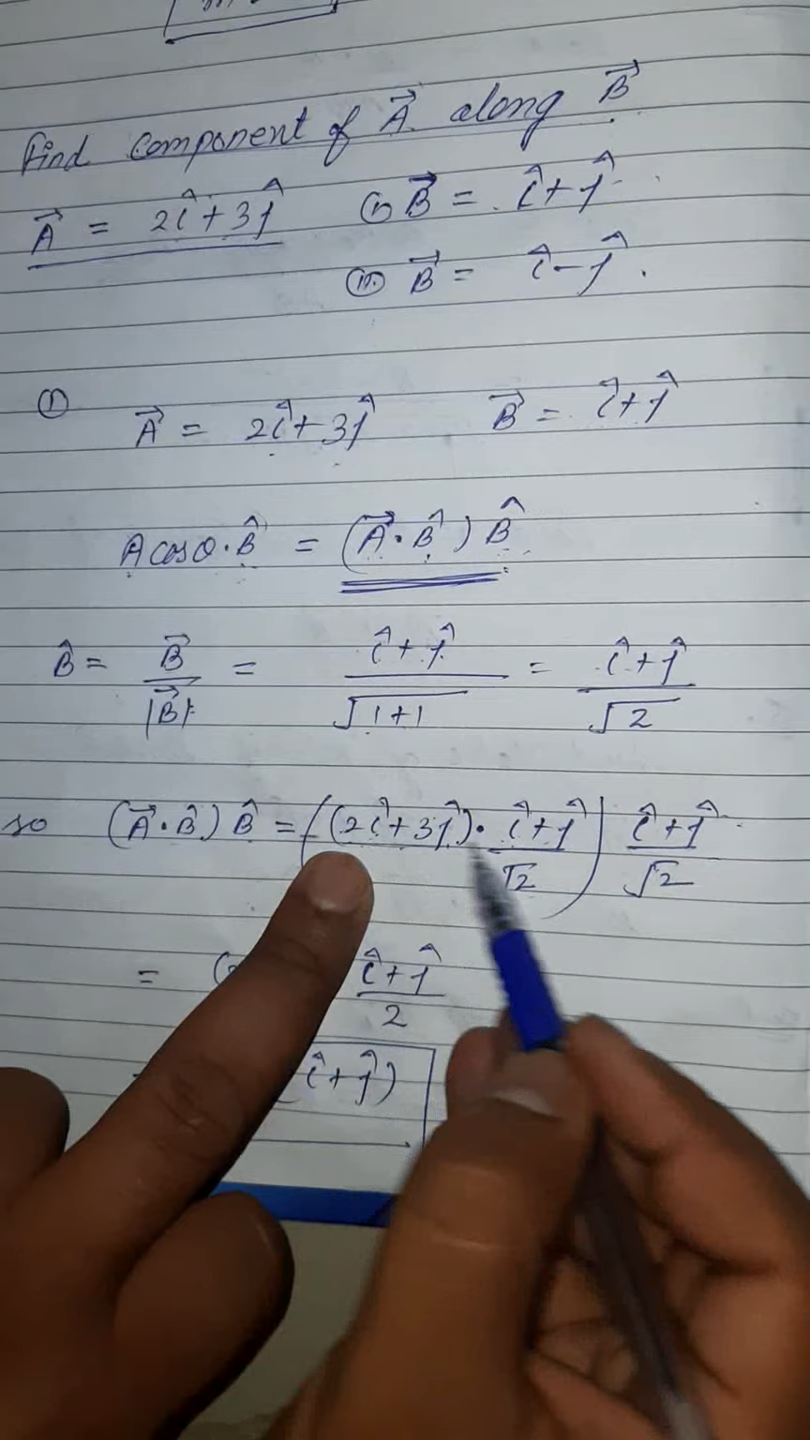 Find component of A⃗ along B⃗
A⃗ = 2î + 3ĵ (i) B⃗ = î + ĵ
(ii) B⃗ = î - ĵ.
(1)
A⃗ = 2î + 3ĵ B⃗ = î + ĵ
A cosθ · B̂ = (A⃗ · B̂) B̂
B̂ = B⃗/|B⃗| = (î + ĵ)/√(1+1) = (î + ĵ)/√2
so (A⃗ · B̂) B̂ = ((2î + 3ĵ) · (î + ĵ)/√2) (î + ĵ)/√2
= ( (î + ĵ)/2
(î + ĵ)